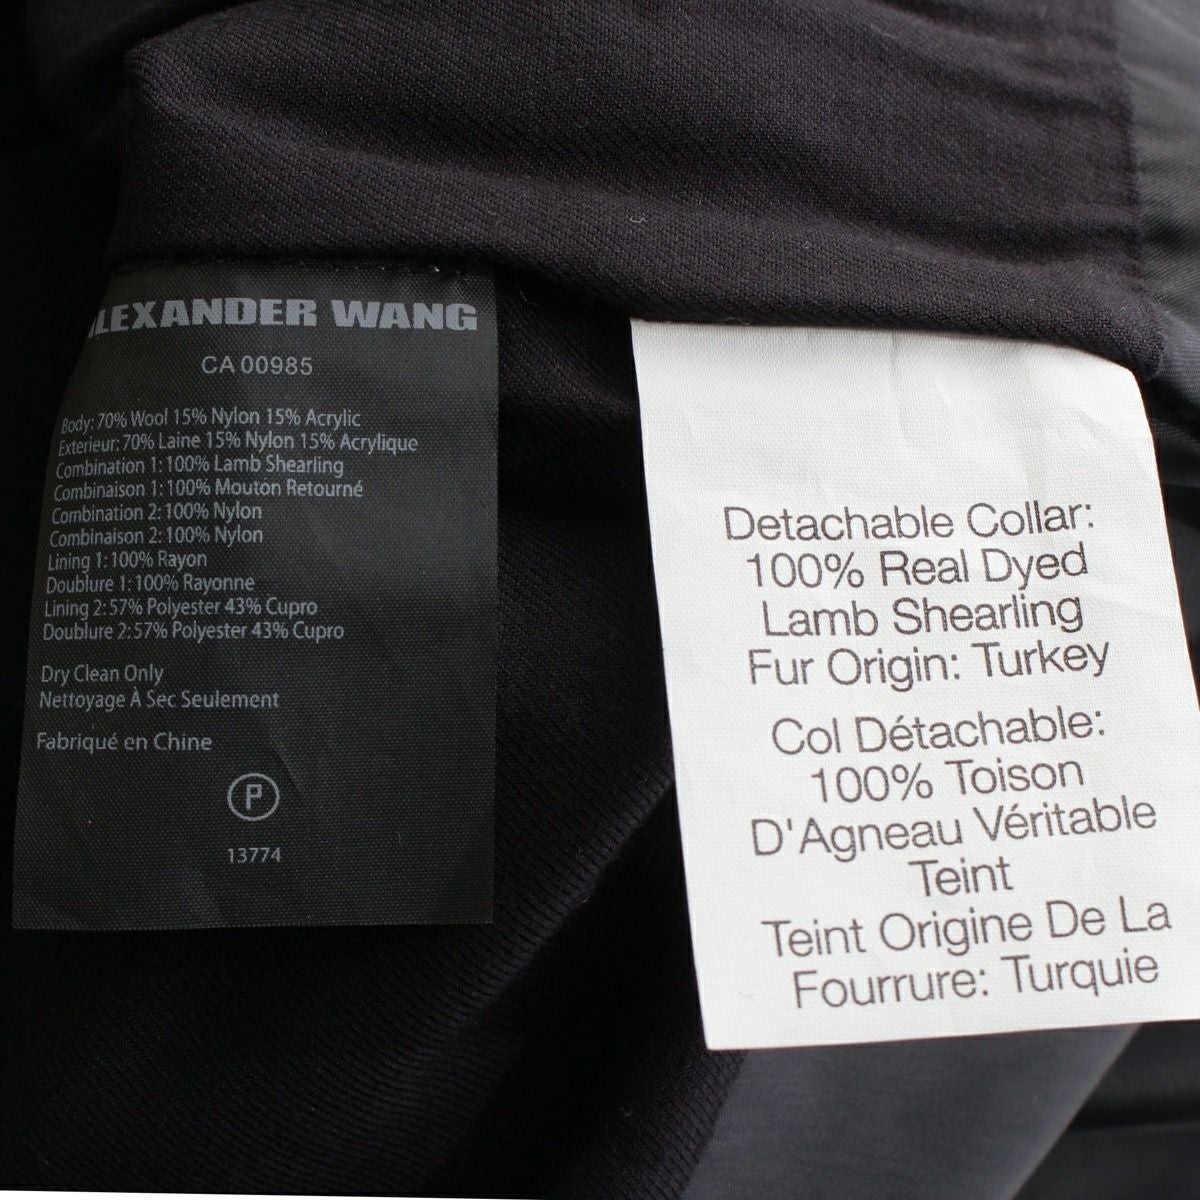 ALEXANDER WANG
CA 00985
Body: 70% Wool 15% Nylon 15% Acrylic
Exterieur: 70% Laine 15% Nylon 15% Acrylique
Combination 1: 100% Lamb Shearling
Combinaison 1: 100% Mouton Retourné
Combination 2: 100% Nylon
Combinaison 2: 100% Nylon
Lining 1: 100% Rayon
Doublure 1: 100% Rayonne
Lining 2: 57% Polyester 43% Cupro
Doublure 2: 57% Polyester 43% Cupro
Dry Clean Only
Nettoyage À Sec Seulement
Fabriqué en Chine
P
13774
Detachable Collar:
100% Real Dyed
Lamb Shearling
Fur Origin: Turkey
Col Détachable:
100% Toison
D'Agneau Véritable
Teint
Teint Origine De La
Fourrure: Turquie